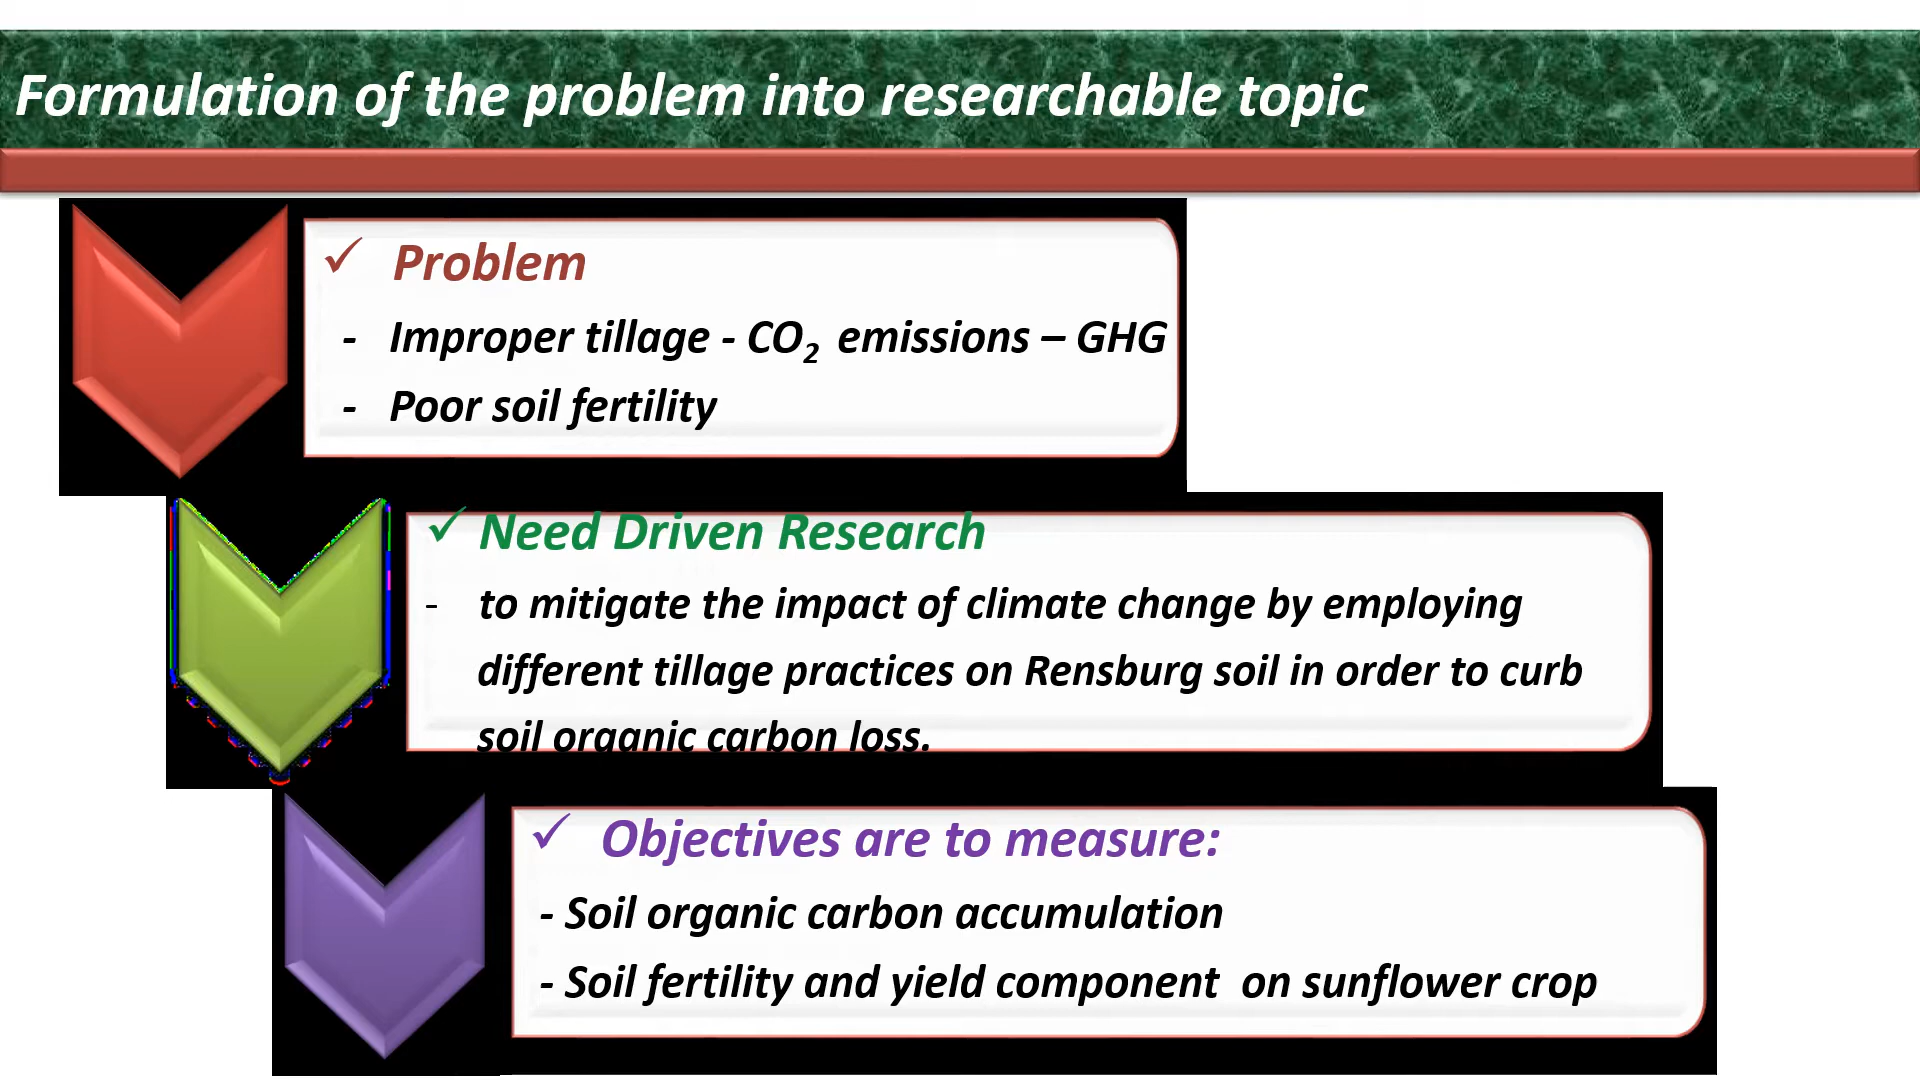 Formulation of the problem into researchable topic
✓ Problem
- Improper tillage - CO₂ emissions – GHG
- Poor soil fertility
✓ Need Driven Research
- to mitigate the impact of climate change by employing
different tillage practices on Rensburg soil in order to curb
soil organic carbon loss.
✓ Objectives are to measure:
- Soil organic carbon accumulation
- Soil fertility and yield component on sunflower crop